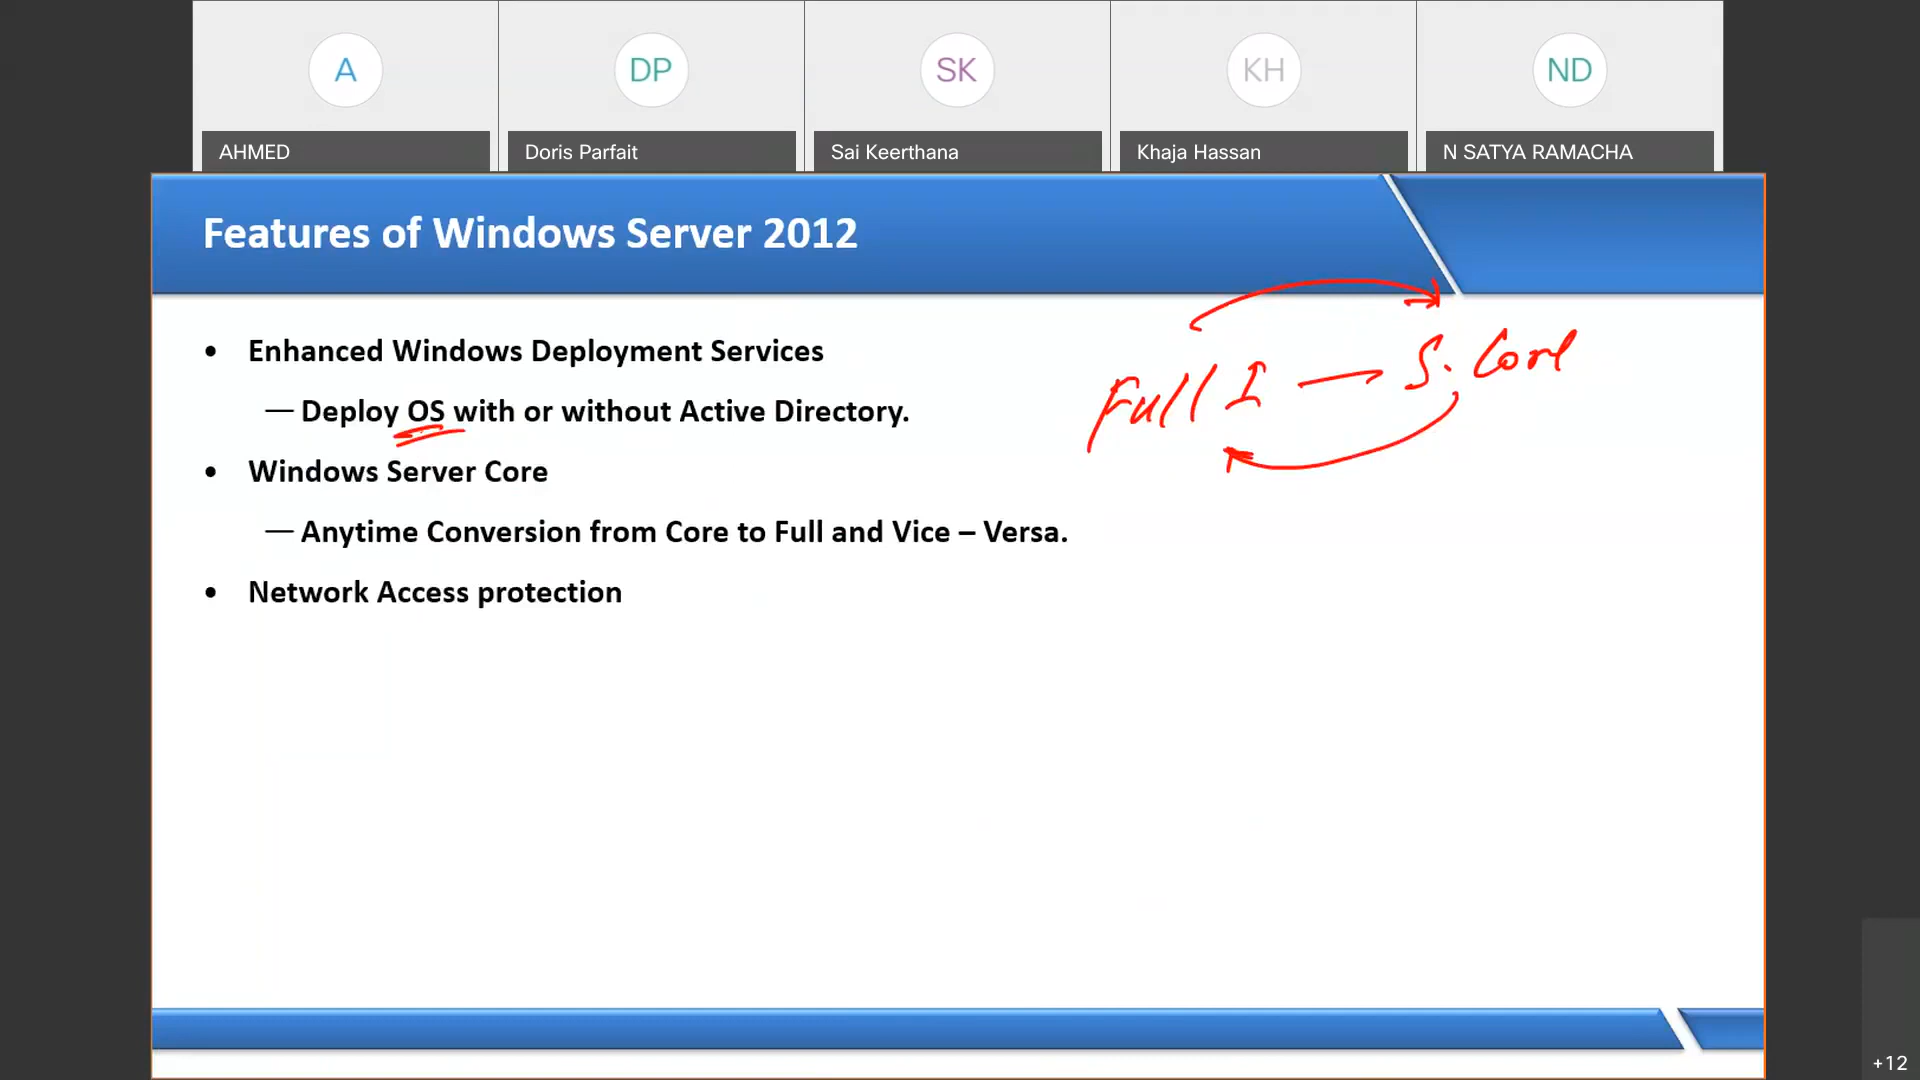 A DP SK KH ND
AHMED Doris Parfait Sai Keerthana Khaja Hassan N SATYA RAMACHA
Features of Windows Server 2012
• Enhanced Windows Deployment Services
— Deploy OS with or without Active Directory.
Full I → S. Core
• Windows Server Core
— Anytime Conversion from Core to Full and Vice – Versa.
• Network Access protection
+12